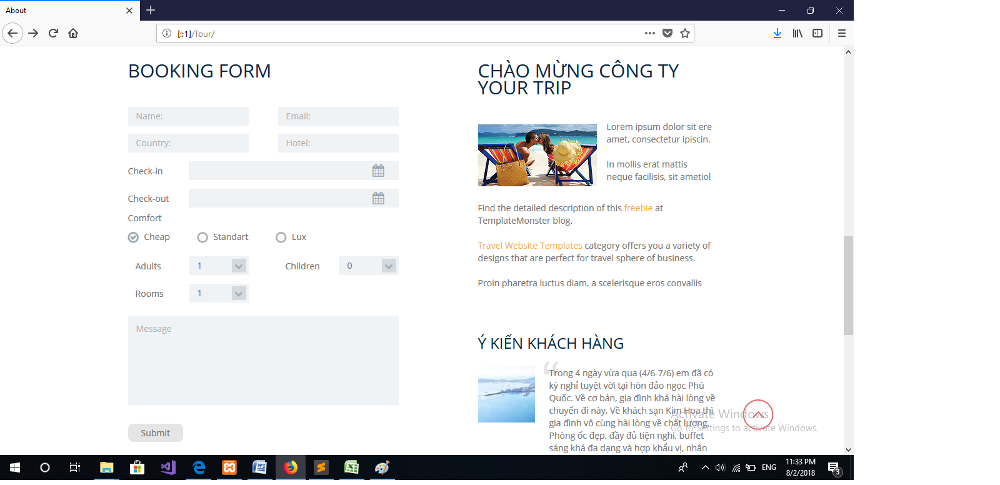 About
[::1]/Tour/
BOOKING FORM
Name:
Email:
Country:
Hotel:
Check-in
Check-out
Comfort
Cheap
Standart
Lux
Adults
1
Children
0
Rooms
1
Message
Submit
CHÀO MỪNG CÔNG TY
YOUR TRIP
Lorem ipsum dolor sit ere
amet, consectetur ipiscin.
In mollis erat mattis
neque facilisis, sit ametiol
Find the detailed description of this freebie at
TemplateMonster blog.
Travel Website Templates category offers you a variety of
designs that are perfect for travel sphere of business.
Proin pharetra luctus diam, a scelerisque eros convallis
Ý KIẾN KHÁCH HÀNG
“
Trong 4 ngày vừa qua (4/6-7/6) em đã có
kỳ nghỉ tuyệt vời tại hòn đảo ngọc Phú
Quốc. Về cơ bản, gia đình khá hài lòng về
chuyến đi này. Về khách sạn Kim Hoa thì
gia đình vô cùng hài lòng về chất lượng,
Phòng ốc đẹp, đầy đủ tiện nghi, buffet
sáng khá đa dạng và hợp khẩu vị, nhân
Activate Windows
Go to Settings to activate Windows.
ENG
11:33 PM
8/2/2018
3